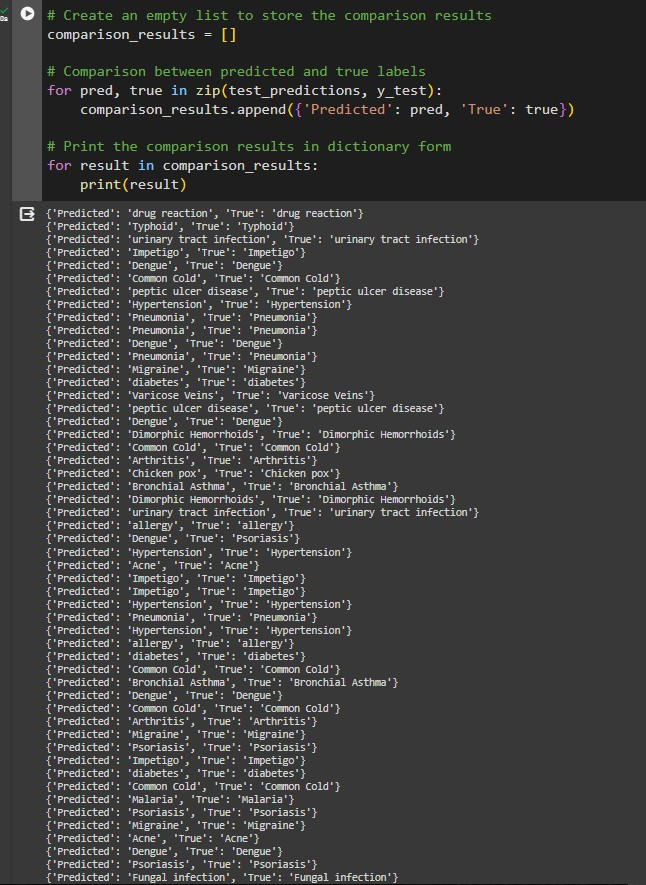 # Create an empty list to store the comparison results
comparison_results = []
# Comparison between predicted and true labels
for pred, true in zip(test_predictions, y_test):
    comparison_results.append({'Predicted': pred, 'True': true})
# Print the comparison results in dictionary form
for result in comparison_results:
    print(result)
0s
{'Predicted': 'drug reaction', 'True': 'drug reaction'}
{'Predicted': 'Typhoid', 'True': 'Typhoid'}
{'Predicted': 'urinary tract infection', 'True': 'urinary tract infection'}
{'Predicted': 'Impetigo', 'True': 'Impetigo'}
{'Predicted': 'Dengue', 'True': 'Dengue'}
{'Predicted': 'Common Cold', 'True': 'Common Cold'}
{'Predicted': 'peptic ulcer disease', 'True': 'peptic ulcer disease'}
{'Predicted': 'Hypertension', 'True': 'Hypertension'}
{'Predicted': 'Pneumonia', 'True': 'Pneumonia'}
{'Predicted': 'Pneumonia', 'True': 'Pneumonia'}
{'Predicted': 'Dengue', 'True': 'Dengue'}
{'Predicted': 'Pneumonia', 'True': 'Pneumonia'}
{'Predicted': 'Migraine', 'True': 'Migraine'}
{'Predicted': 'diabetes', 'True': 'diabetes'}
{'Predicted': 'Varicose Veins', 'True': 'Varicose Veins'}
{'Predicted': 'peptic ulcer disease', 'True': 'peptic ulcer disease'}
{'Predicted': 'Dengue', 'True': 'Dengue'}
{'Predicted': 'Dimorphic Hemorrhoids', 'True': 'Dimorphic Hemorrhoids'}
{'Predicted': 'Common Cold', 'True': 'Common Cold'}
{'Predicted': 'Arthritis', 'True': 'Arthritis'}
{'Predicted': 'Chicken pox', 'True': 'Chicken pox'}
{'Predicted': 'Bronchial Asthma', 'True': 'Bronchial Asthma'}
{'Predicted': 'Dimorphic Hemorrhoids', 'True': 'Dimorphic Hemorrhoids'}
{'Predicted': 'urinary tract infection', 'True': 'urinary tract infection'}
{'Predicted': 'allergy', 'True': 'allergy'}
{'Predicted': 'Dengue', 'True': 'Psoriasis'}
{'Predicted': 'Hypertension', 'True': 'Hypertension'}
{'Predicted': 'Acne', 'True': 'Acne'}
{'Predicted': 'Impetigo', 'True': 'Impetigo'}
{'Predicted': 'Impetigo', 'True': 'Impetigo'}
{'Predicted': 'Hypertension', 'True': 'Hypertension'}
{'Predicted': 'Pneumonia', 'True': 'Pneumonia'}
{'Predicted': 'Hypertension', 'True': 'Hypertension'}
{'Predicted': 'allergy', 'True': 'allergy'}
{'Predicted': 'diabetes', 'True': 'diabetes'}
{'Predicted': 'Common Cold', 'True': 'Common Cold'}
{'Predicted': 'Bronchial Asthma', 'True': 'Bronchial Asthma'}
{'Predicted': 'Dengue', 'True': 'Dengue'}
{'Predicted': 'Common Cold', 'True': 'Common Cold'}
{'Predicted': 'Arthritis', 'True': 'Arthritis'}
{'Predicted': 'Migraine', 'True': 'Migraine'}
{'Predicted': 'Psoriasis', 'True': 'Psoriasis'}
{'Predicted': 'Impetigo', 'True': 'Impetigo'}
{'Predicted': 'diabetes', 'True': 'diabetes'}
{'Predicted': 'Common Cold', 'True': 'Common Cold'}
{'Predicted': 'Malaria', 'True': 'Malaria'}
{'Predicted': 'Psoriasis', 'True': 'Psoriasis'}
{'Predicted': 'Migraine', 'True': 'Migraine'}
{'Predicted': 'Acne', 'True': 'Acne'}
{'Predicted': 'Dengue', 'True': 'Dengue'}
{'Predicted': 'Psoriasis', 'True': 'Psoriasis'}
{'Predicted': 'Fungal infection', 'True': 'Fungal infection'}